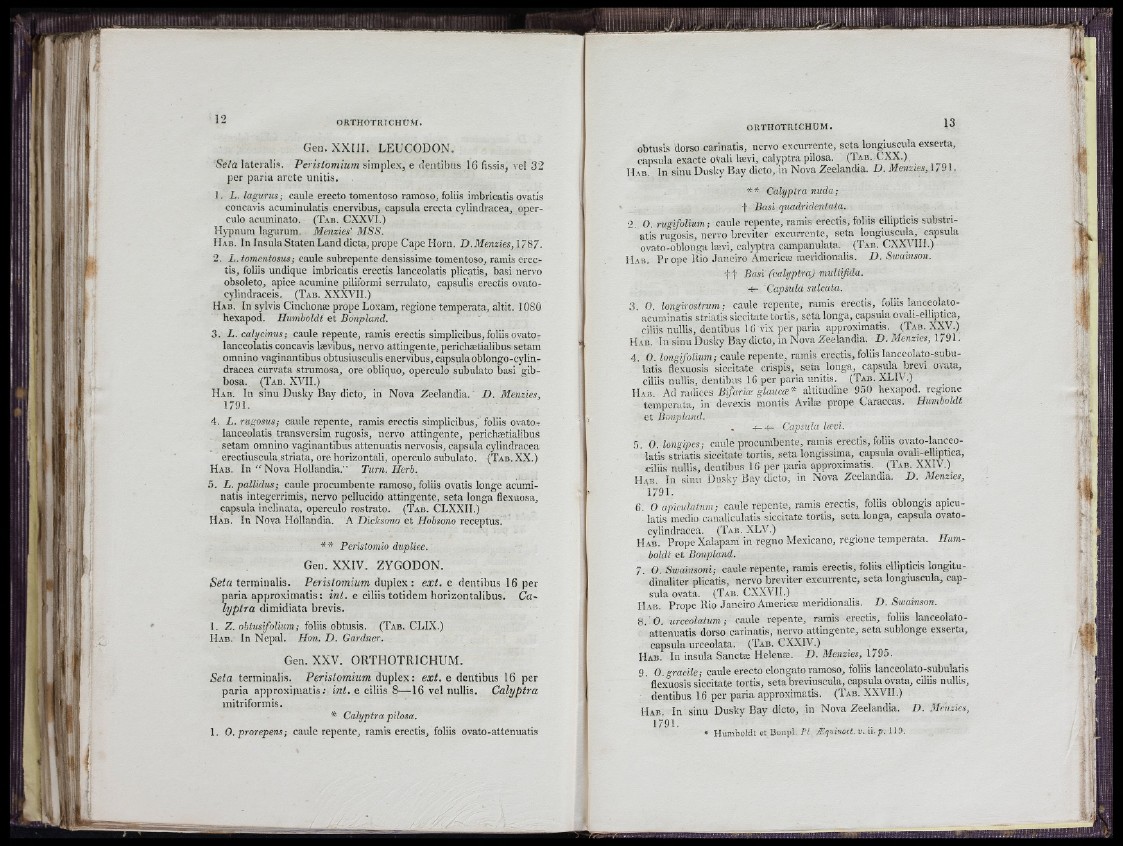 12
ORTHOTRICHUM.
Gen. XXIII. LEUCODON.
Seta lateralis. Peristomium simplex, e dentibus 16 fissis, vel 32
per paria arcte unitis.
1. L. lagurus; caule erecto tomentoso ramoso, foliis imbricatis ovatis
concavis acuminulatis enervibus, capsula erecta cylindracea, oper-
culo acuminato. (Tab. CXXVI.)
Hypnum lagurum. Menzies' MSS.
Hab. In Insula Staten Land dicta, prope Cape Horn. D. Menzies, 1787.
2. L. tomentosus; caule subrepente densissime tomentoso, ramis erec-
tis, foliis undique imbricatis erectis lanceolatis plicatis, basi nervo
obsoleto, apice acumine piliformi serrulato, capsulis erectis ovato-
cylindraceis. (Tab. XXXVII.)
Hab. In sylvis Cinchonæ prope Loxam, regione temperata, altit. 1080
hexapod. Humboldt et Bonpland.
3. L. calycinus; caule repente, ramis erectis simplicibus, foliis ovato-
lanceolatis concavis lævibus, nervo attingente, perichætialibus setam
omnino vaginantibus obtusiusculis enervibus, capsula oblongo-cylin-
dracea curvata strumosa, ore obliquo, operculo subulato basi gib-
bosa. (Tab. XVII.)
Hab. In sinu Dusky Bay dicto, in Nova Zeelandia. D. Menzies,
1791.
4. L. rugosus; caule repente, ramis erectis simplicibus, foliis ovato-
lanceolatis transversim rugosis, nervo attingente, perichætialibus
setam omnino vaginantibus attenuatis nervosis, capsula cylindracea
erectiuscula striata, ore horizontali, operculo subulato. (Tab. XX.)
Hab. In "Nova Hollandia." Turn. Herb.
5. L. pallidus; caule procumbente ramoso, foliis ovatis longe acumi-
natis integerrimis, nervo pellucido attingente, seta longa flexuosa,
capsula inclinata, operculo rostrato. (Tab. CLXXII.)
Hab. In Nova Hollandia. A Dicksono et Hobsono receptus.
** Peristomio duplice.
Gen. XXIV. ZYGODON.
Seta terminalis. Peristomium duplex: ext. e dentibus 16 per
paria approximatis: int. e ciliis totidem horizontalibus. Ca-
lyptra dimidiata brevis.
1. Z. obtusifolium; foliis obtusis. (Tab. CLIX.)
Hab. In Nepal. Hon. D. Gardner.
Gen. XXV. ORTHOTRICHUM.
Seta terminalis. Peristomium duplex: ext. e dentibus 16 per
paria approximatis: int. e ciliis 8—16 vel nullis. Calyptra
mitriformis.
* Calyptra pilosa.
1. O. prorepens; caule repente, ramis erectis, foliis ovato-attenuatis
ORTHOTRICHUM.
13
obtusis dorso carinatis, nervo excurrente, seta longiuscula exserta,
capsula exacte ovali lævi, calyptra pilosa. (Tab. CXX.)
Hab. In sinu Dusky Bay dicto, in Nova Zeelandia. D. Menzies, 1791.
** Calyptra nuda;
† Basi quadridentata.
2. O. rugifolium; caule repente, ramis erectis, foliis ellipticis substri-
atis rugosis, nervo breviter excurrente, seta longiuscula, capsula
ovato-oblonga lævi, calyptra campanulata. (Tab. CXXVIII.)
Hab. Prope Rio Janeiro Americæ meridionalis. D. Swainson.
†† Basi (calyptra) multifida.
÷ Capsula sulcata.
3. O. longirostrum; caule repente, ramis erectis, foliis lanceolato-
acuminatis striatis siccitate tortis, seta longa, capsula ovali-elliptica,
ciliis nullis, dentibus 16 vix per paria approximatis. (Tab. XXV.)
Hab. In sinu Dusky Bay dicto, in Nova Zeelandia. D. Menzies, 1791.
4. O. longifolium; caule repente, ramis erectis, foliis lanceolato-subu-
latis flexuosis siccitate crispis, seta longa, capsula brevi ovata,
ciliis nullis, dentibus 16 per paria unitis. (Tab. XLIV.)
Hab. Ad radices Bifariæ glaucæ* altitudine 950 hexapod. regione
temperata, in devexis montis Avilæ prope Caraccas. Humboldt
et Bonpland.
÷÷ Capsula lævi.
5. O. longipes; caule procumbente, ramis erectis, foliis ovato-lanceo-
latis striatis siccitate tortis, seta longissima, capsula ovali-elliptica,
ciliis nullis, dentibus 16 per paria approximatis. (Tab. XXIV.)
Hab. In sinu Dusky Bay dicto, in Nova Zeelandia. D. Menzies,
1791.
6. O apiculatum; caule repente, ramis erectis, foliis oblongis apicu-
latis medio canaliculatis siccitate tortis, seta longa, capsula ovato-
cylindracea. (Tab. XLV.)
Hab. Prope Xalapam in regno Mexicano, regione temperata. Hum-
boldt et Bonpland.
7. O. Swainsoni; caule repente, ramis erectis, foliis ellipticis longitu-
dinaliter plicatis, nervo breviter excurrente, seta longiuscula, cap-
sula ovata. (Tab. CXXVII.)
Hab. Prope Rio Janeiro Americæ meridionalis. D. Swainson.
8. O. urceolatum; caule repente, ramis erectis, foliis lanceolato-
attenuatis dorso carinatis, nervo attingente, seta sublonge exserta,
capsula urceolata. (Tab. CXXIV.)
Hab. In insula Sanctæ Helenæ. D. Menzies, 1795.
9. O. gracile; caule erecto elongato ramoso, foliis lanceolato-subulatis
flexuosis siccitate tortis, seta breviuscula, capsula ovata, ciliis nullis,
dentibus 16 per paria approximatis. (Tab. XXVII.)
Hab. In sinu Dusky Bay dicto, in Nova Zeelandia. D. Menzies,
1791.
* Humboldt et Bonpl. Pl. Æquinoct. v. ii. p. 119.